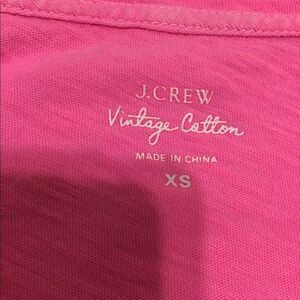 J.CREW
Vintage Cotton
MADE IN CHINA
XS